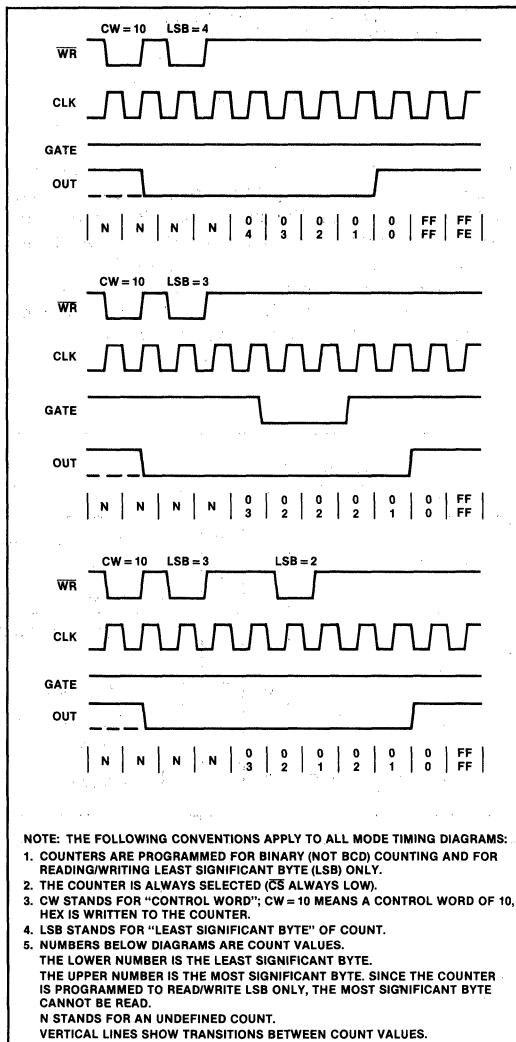 CW = 10 LSB = 4
WR
CLK
GATE
OUT
N N N N 0 0 0 0 0 FF FF
4 3 2 1 0 FF FE
CW = 10 LSB = 3
WR
CLK
GATE
OUT
N N N N 0 0 0 0 0 0 FF
3 2 2 2 1 0 FF
CW = 10 LSB = 3 LSB = 2
WR
CLK
GATE
OUT
N N N N 0 0 0 0 0 0 FF
3 2 1 2 1 0 FF
NOTE: THE FOLLOWING CONVENTIONS APPLY TO ALL MODE TIMING DIAGRAMS:
1. COUNTERS ARE PROGRAMMED FOR BINARY (NOT BCD) COUNTING AND FOR
READING/WRITING LEAST SIGNIFICANT BYTE (LSB) ONLY.
2. THE COUNTER IS ALWAYS SELECTED (CS ALWAYS LOW).
3. CW STANDS FOR "CONTROL WORD"; CW = 10 MEANS A CONTROL WORD OF 10,
HEX IS WRITTEN TO THE COUNTER.
4. LSB STANDS FOR "LEAST SIGNIFICANT BYTE" OF COUNT.
5. NUMBERS BELOW DIAGRAMS ARE COUNT VALUES.
THE LOWER NUMBER IS THE LEAST SIGNIFICANT BYTE.
THE UPPER NUMBER IS THE MOST SIGNIFICANT BYTE. SINCE THE COUNTER
IS PROGRAMMED TO READ/WRITE LSB ONLY, THE MOST SIGNIFICANT BYTE
CANNOT BE READ.
N STANDS FOR AN UNDEFINED COUNT.
VERTICAL LINES SHOW TRANSITIONS BETWEEN COUNT VALUES.